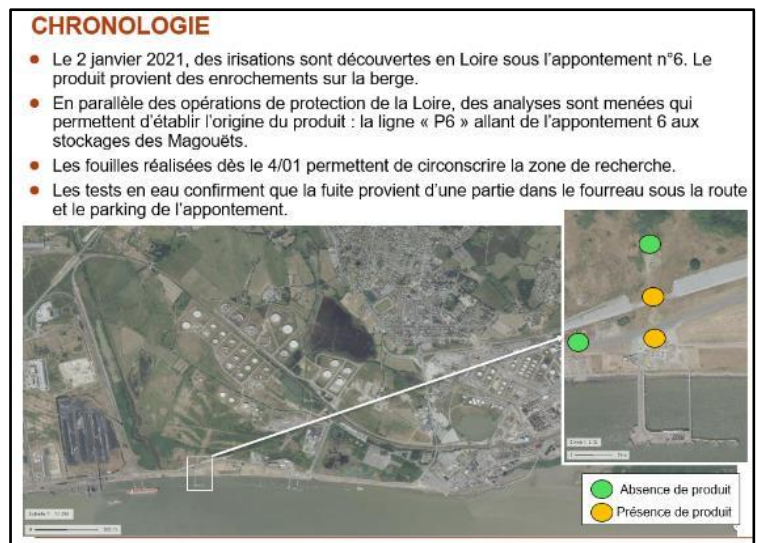 CHRONOLOGIE
● Le 2 janvier 2021, des irisations sont découvertes en Loire sous l'appontement n°6. Le
produit provient des enrochements sur la berge.
● En parallèle des opérations de protection de la Loire, des analyses sont menées qui
permettent d'établir l'origine du produit : la ligne « P6 » allant de l'appontement 6 aux
stockages des Magouëts.
● Les fouilles réalisées dès le 4/01 permettent de circonscrire la zone de recherche.
● Les tests en eau confirment que la fuite provient d'une partie dans le fourreau sous la route
et le parking de l'appontement.
Absence de produit
Présence de produit